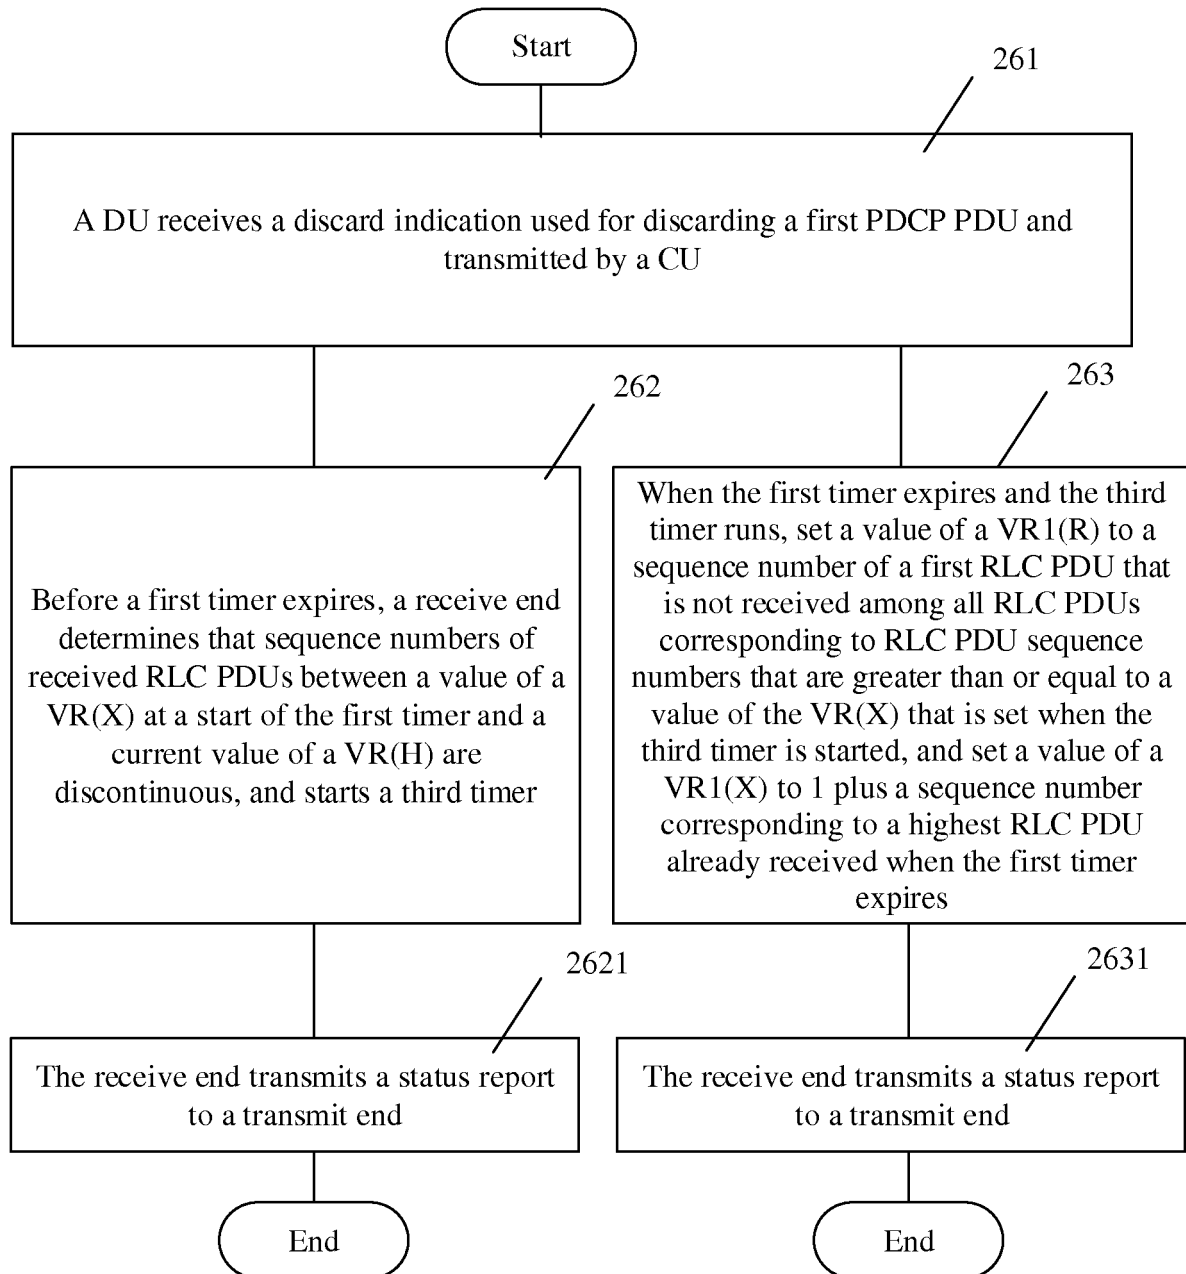 Start
261
A DU receives a discard indication used for discarding a first PDCP PDU and
transmitted by a CU
262
Before a first timer expires, a receive end
determines that sequence numbers of
received RLC PDUs between a value of a
VR(X) at a start of the first timer and a
current value of a VR(H) are
discontinuous, and starts a third timer
263
When the first timer expires and the third
timer runs, set a value of a VR1(R) to a
sequence number of a first RLC PDU that
is not received among all RLC PDUs
corresponding to RLC PDU sequence
numbers that are greater than or equal to a
value of the VR(X) that is set when the
third timer is started, and set a value of a
VR1(X) to 1 plus a sequence number
corresponding to a highest RLC PDU
already received when the first timer
expires
2621
The receive end transmits a status report
to a transmit end
2631
The receive end transmits a status report
to a transmit end
End
End